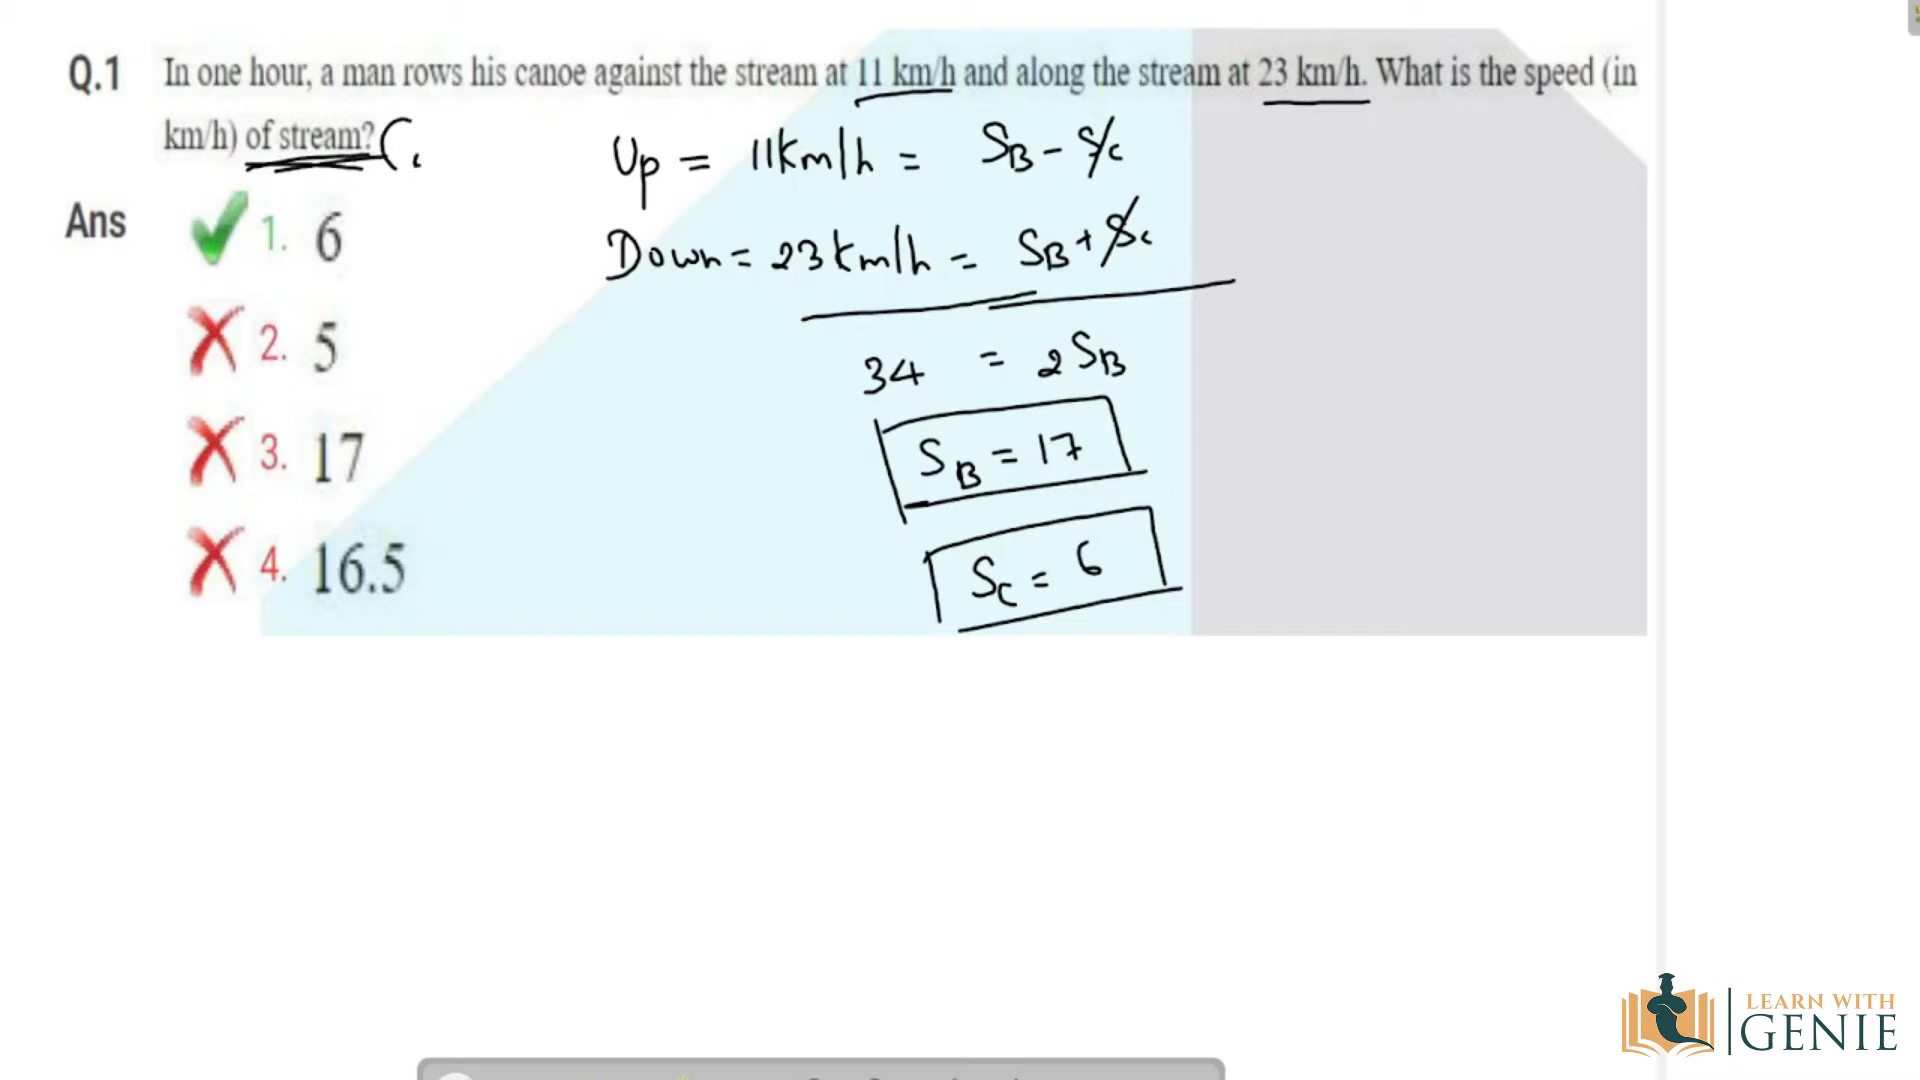 Q.1 In one hour, a man rows his canoe against the stream at 11 km/h and along the stream at 23 km/h. What is the speed (in
km/h) of stream?
Up = 11km/h = SB - Sc
Down = 23km/h = SB + Sc
Ans 1. 6
2. 5
3. 17
4. 16.5
34 = 2SB
SB = 17
Sc = 6
LEARN WITH
GENIE